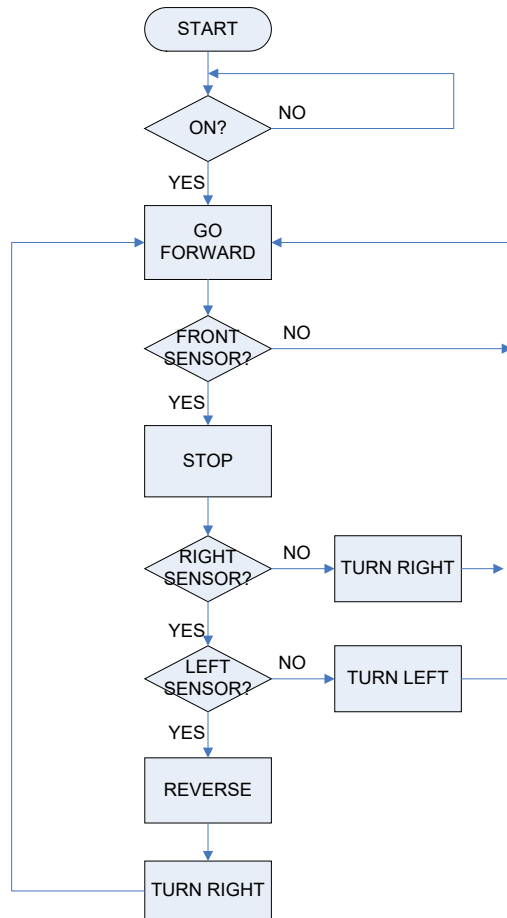 START
ON?
NO
YES
GO
FORWARD
FRONT
SENSOR?
NO
YES
STOP
RIGHT
SENSOR?
NO
TURN RIGHT
YES
LEFT
SENSOR?
NO
TURN LEFT
YES
REVERSE
TURN RIGHT